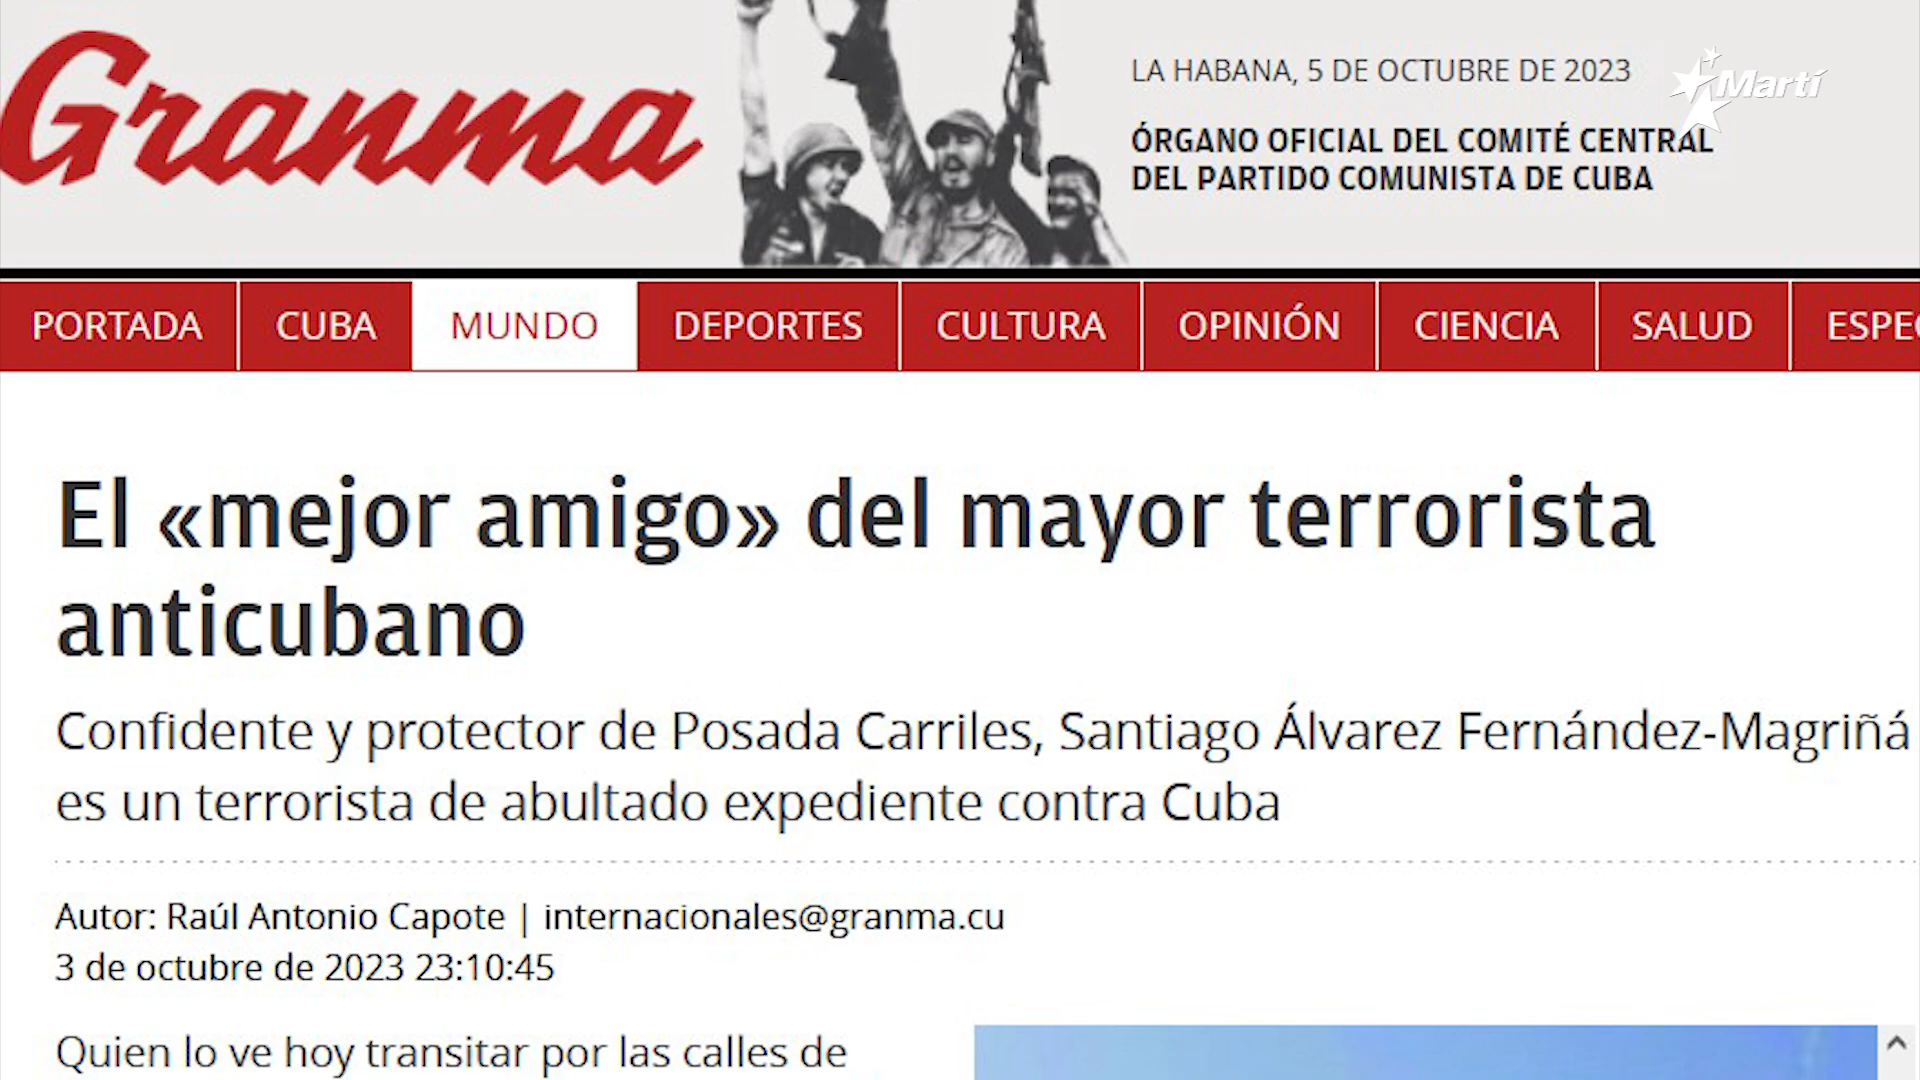 Granma
LA HABANA, 5 DE OCTUBRE DE 2023
Martí
ÓRGANO OFICIAL DEL COMITÉ CENTRAL
DEL PARTIDO COMUNISTA DE CUBA
PORTADA CUBA MUNDO DEPORTES CULTURA OPINIÓN CIENCIA SALUD
El «mejor amigo» del mayor terrorista
anticubano
Confidente y protector de Posada Carriles, Santiago Álvarez Fernández-Magriñá
es un terrorista de abultado expediente contra Cuba
Autor: Raúl Antonio Capote | internacionales@granma.cu
3 de octubre de 2023 23:10:45
Quien lo ve hoy transitar por las calles de